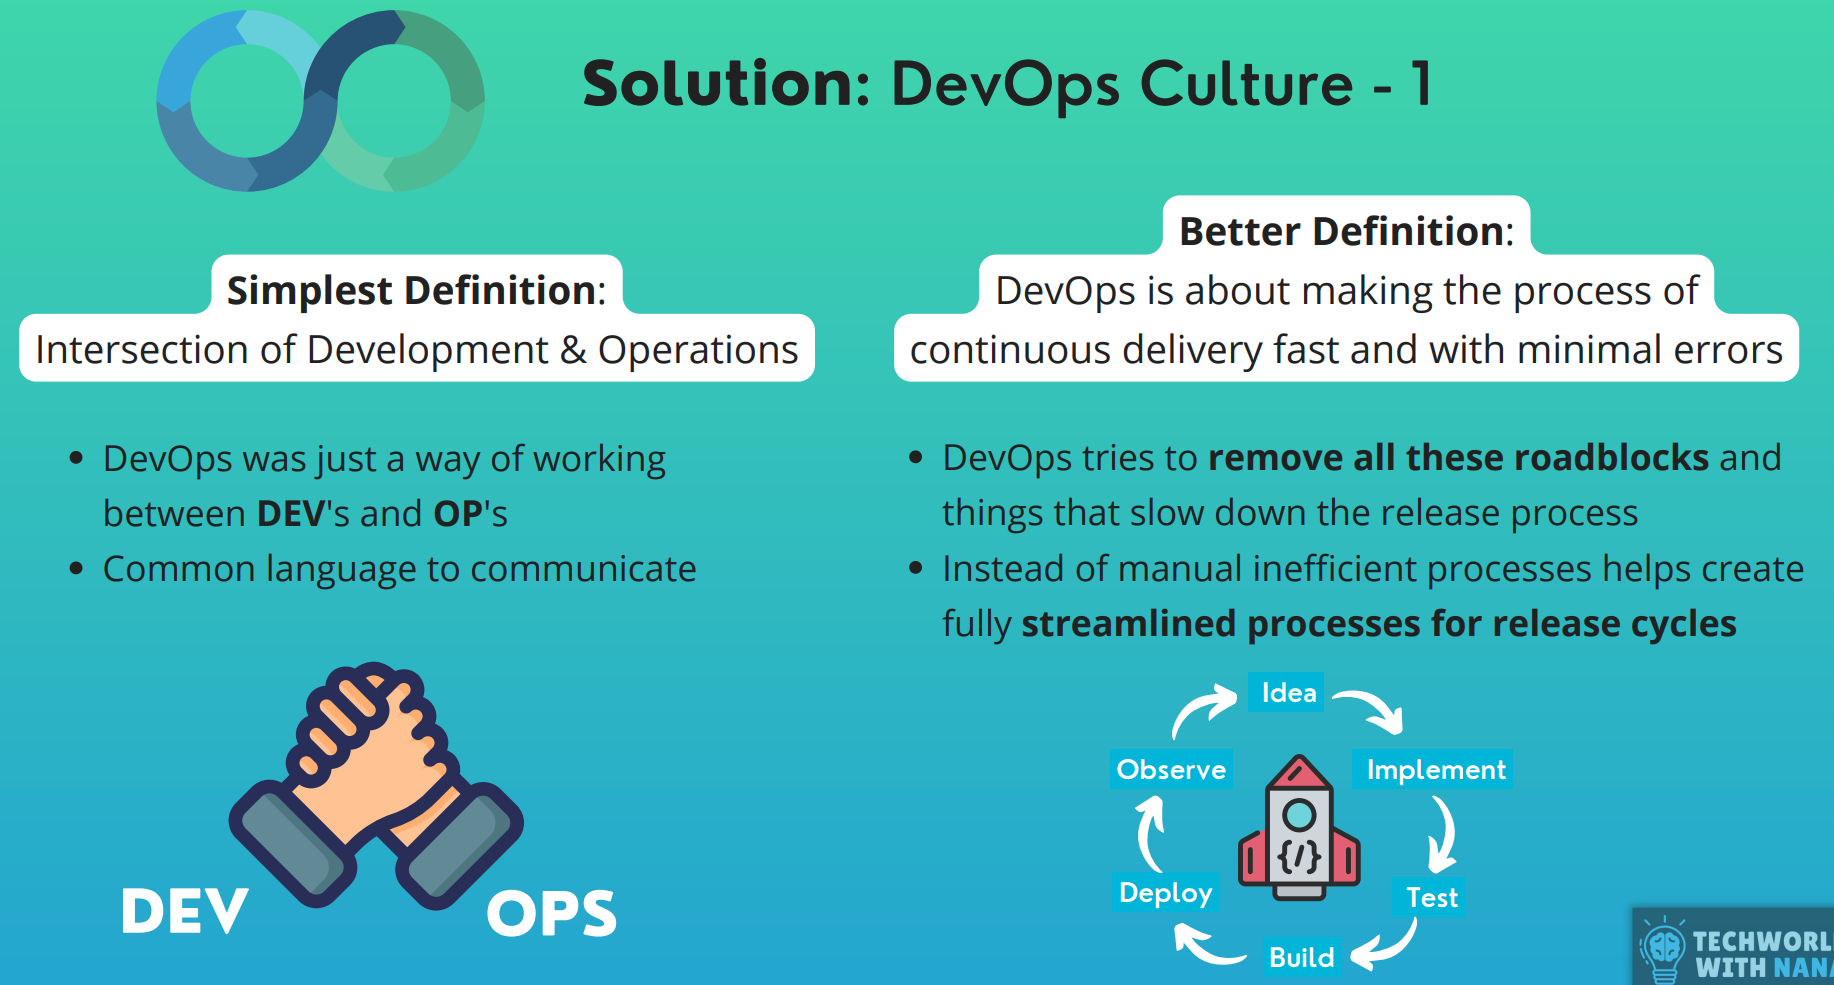 Solution: DevOps Culture - 1
Simplest Definition:
Intersection of Development & Operations
DevOps was just a way of working
between DEV's and OP's
Common language to communicate
DEV
OPS
Better Definition:
DevOps is about making the process of
continuous delivery fast and with minimal errors
DevOps tries to remove all these roadblocks and
things that slow down the release process
Instead of manual inefficient processes helps create
fully streamlined processes for release cycles
Idea
Implement
Test
Build
Deploy
Observe
{/}
TECHWORL
WITH NANA